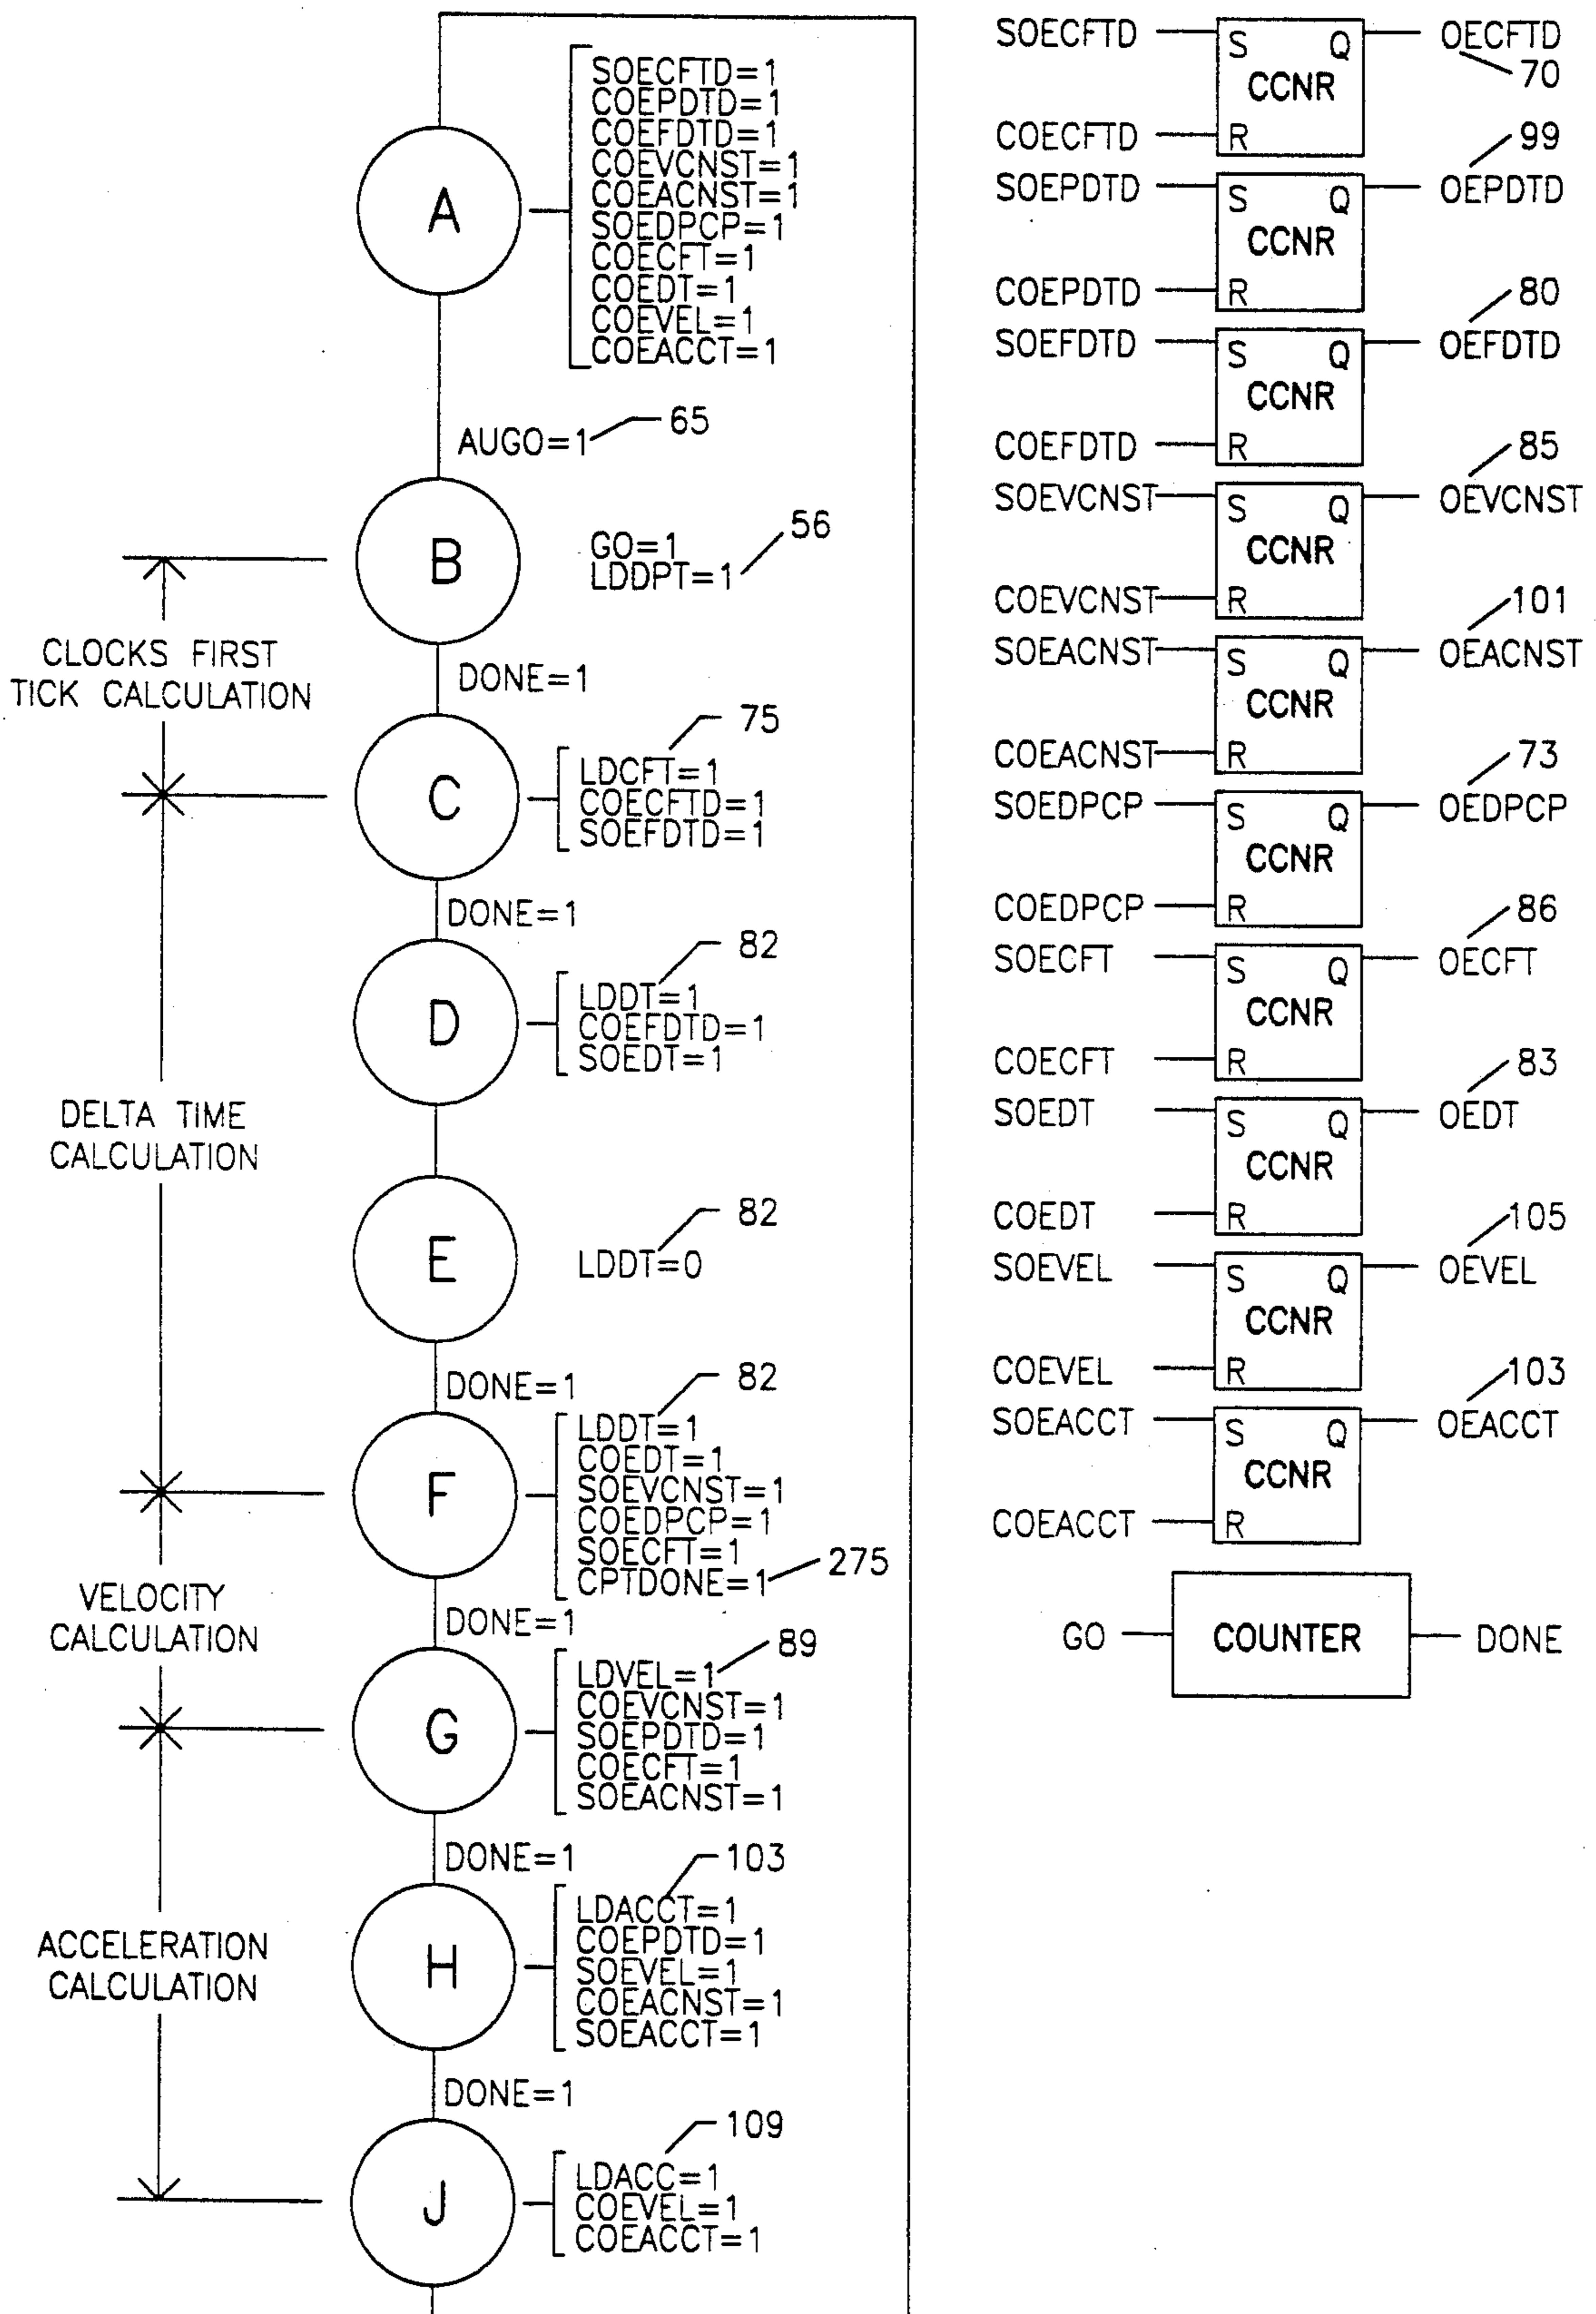 SOECFTD=1
COEPDTD=1
COEFDTD=1
COEVCNST=1
COEACNST=1
SOEDPCP=1
COECFT=1
COEDT=1
COEVEL=1
COEACCT=1
A
AUGO=1
65
B
GO=1
LDDPT=1
56
CLOCKS FIRST
TICK CALCULATION
DONE=1
75
C
LDCFT=1
COECFTD=1
SOEFDTD=1
DONE=1
82
D
LDDT=1
COEFDTD=1
SOEDT=1
DELTA TIME
CALCULATION
82
E
LDDT=0
DONE=1
82
F
LDDT=1
COEDT=1
SOEVCNST=1
COEDPCP=1
SOECFT=1
CPTDONE=1
275
VELOCITY
CALCULATION
DONE=1
89
G
LDVEL=1
COEVCNST=1
SOEPDTD=1
COECFT=1
SOEACNST=1
DONE=1
103
H
LDACCT=1
COEPDTD=1
SOEVEL=1
COEACNST=1
SOEACCT=1
ACCELERATION
CALCULATION
DONE=1
109
J
LDACC=1
COEVEL=1
COEACCT=1
SOECFTD S Q OECFTD
CCNR 70
COECFTD R
99
SOEPDTD S Q OEPDTD
CCNR
COEPDTD R
80
SOEFDTD S Q OEFDTD
CCNR
COEFDTD R
85
SOEVCNST S Q OEVCNST
CCNR
COEVCNST R
101
SOEACNST S Q OEACNST
CCNR
COEACNST R
73
SOEDPCP S Q OEDPCP
CCNR
COEDPCP R
86
SOECFT S Q OECFT
CCNR
COECFT R
83
SOEDT S Q OEDT
CCNR
COEDT R
105
SOEVEL S Q OEVEL
CCNR
COEVEL R
103
SOEACCT S Q OEACCT
CCNR
COEACCT R
GO COUNTER DONE